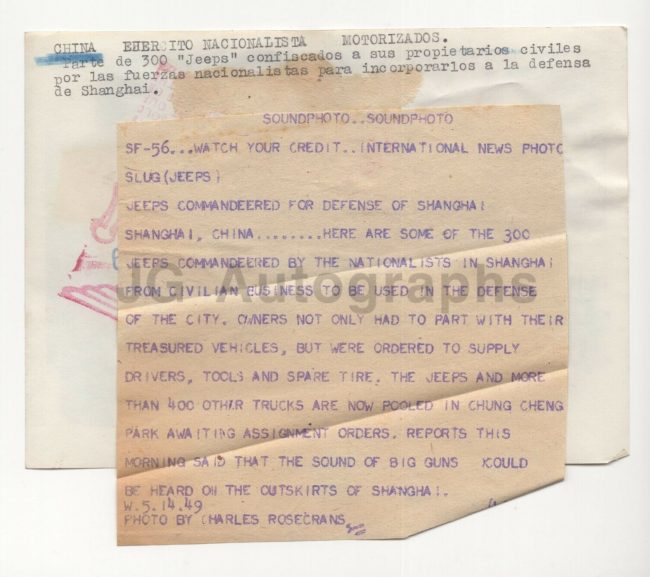 CHINA EJERCITO NACIONALISTA MOTORIZADOS.
Parte de 300 "Jeeps" confiscados a sus propietarios civiles
por las fuerzas nacionalistas para incorporarlos a la defensa
de Shanghai.
SOUNDPHOTO..SOUNDPHOTO
SF-56...WATCH YOUR CREDIT..INTERNATIONAL NEWS PHOTO
SLUG(JEEPS)
JEEPS COMMANDEERED FOR DEFENSE OF SHANGHAI
SHANGHAI, CHINA........HERE ARE SOME OF THE 300
JEEPS COMMANDEERED BY THE NATIONALISTS IN SHANGHAI
JG Autographs
FROM CIVILIAN BUSINESS TO BE USED IN THE DEFENSE
OF THE CITY. OWNERS NOT ONLY HAD TO PART WITH THEIR
TREASURED VEHICLES, BUT WERE ORDERED TO SUPPLY
DRIVERS, TOOLS AND SPARE TIRE. THE JEEPS AND MORE
THAN 400 OTHER TRUCKS ARE NOW POOLED IN CHUNG CHENG
PARK AWAITING ASSIGNMENT ORDERS. REPORTS THIS
MORNING SAID THAT THE SOUND OF BIG GUNS KOULD
BE HEARD ON THE OUTSKIRTS OF SHANGHAI.
W.5.14.49
PHOTO BY CHARLES ROSECRANS